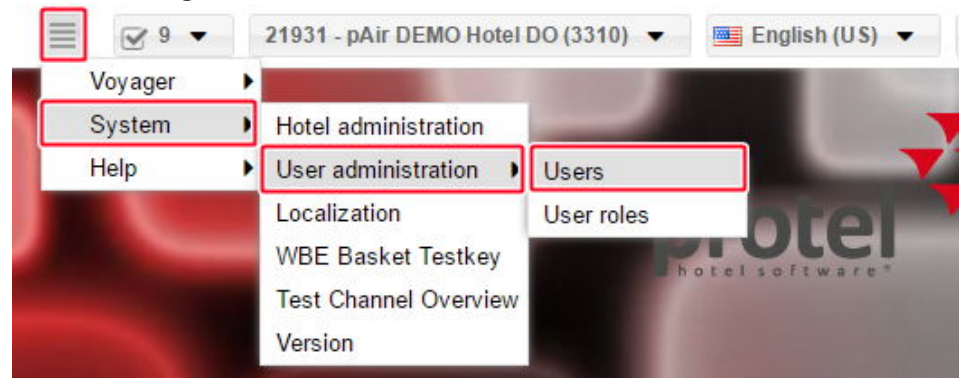 9
21931 - pAir DEMO Hotel DO (3310)
English (US)
Voyager
System
Help
Hotel administration
User administration
Localization
WBE Basket Testkey
Test Channel Overview
Version
Users
User roles
protel
hotel software®